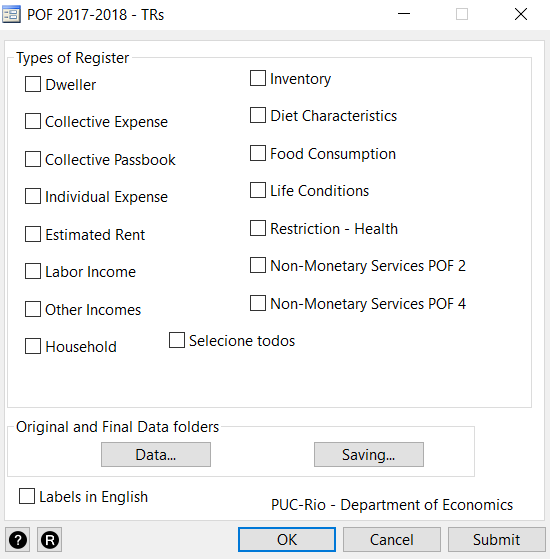 POF 2017-2018 - TRs
Types of Register
Dweller
Collective Expense
Collective Passbook
Individual Expense
Estimated Rent
Labor Income
Other Incomes
Household
Inventory
Diet Characteristics
Food Consumption
Life Conditions
Restriction - Health
Non-Monetary Services POF 2
Non-Monetary Services POF 4
Selecione todos
Original and Final Data folders
Data... Saving...
Labels in English
PUC-Rio - Department of Economics
? R OK Cancel Submit